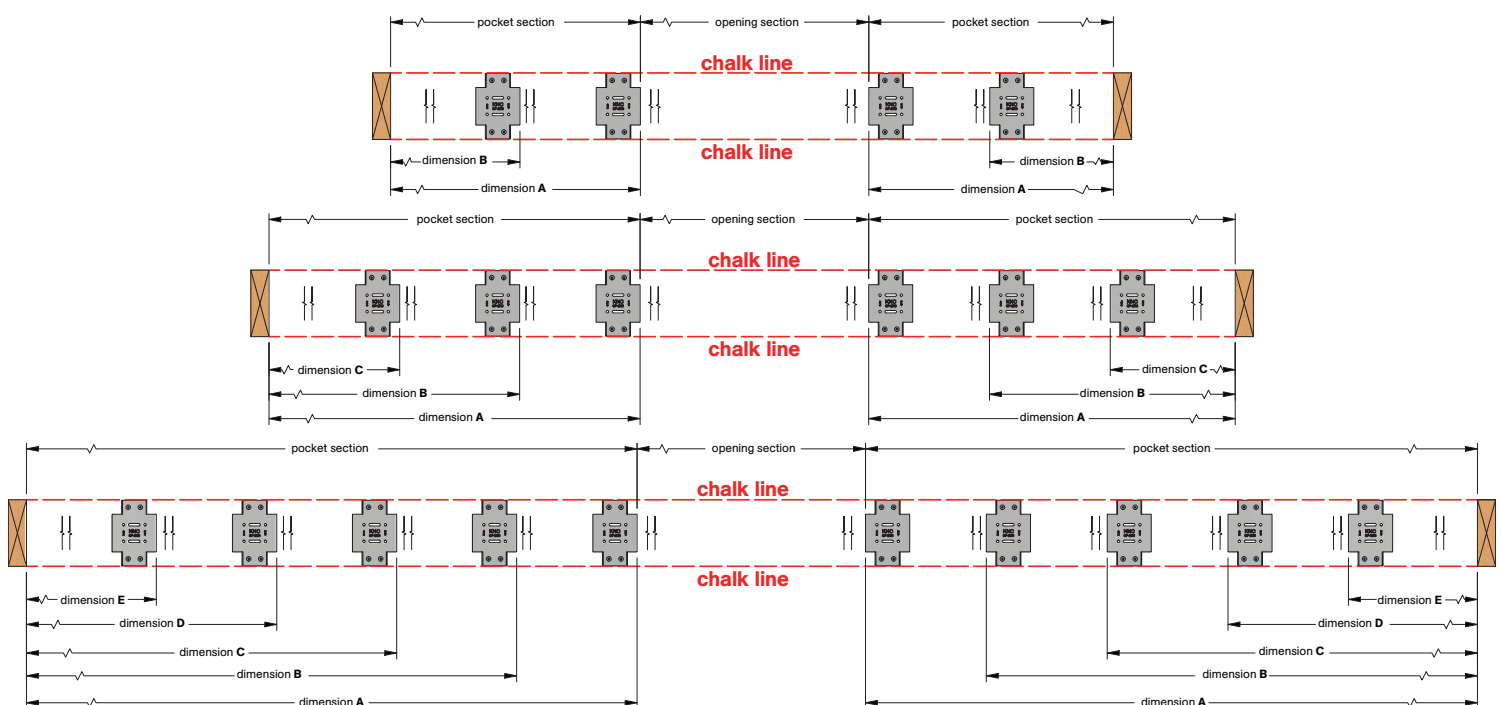 pocket section opening section pocket section
chalk line
chalk line
dimension B dimension B
dimension A dimension A
pocket section opening section pocket section
chalk line
chalk line
dimension C dimension C
dimension B dimension B
dimension A dimension A
pocket section opening section pocket section
chalk line
chalk line
dimension E dimension E
dimension D dimension D
dimension C dimension C
dimension B dimension B
dimension A dimension A